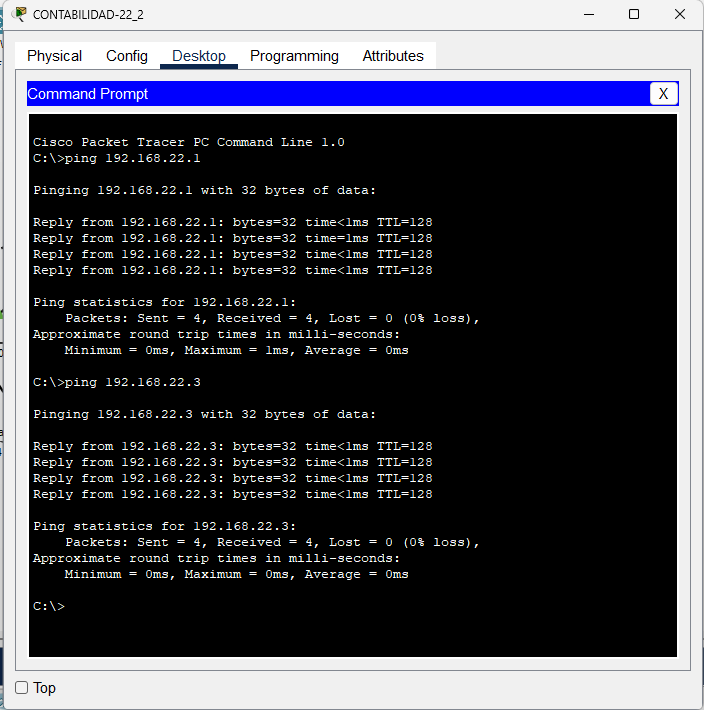 CONTABILIDAD-22_2
Physical Config Desktop Programming Attributes
Command Prompt X
Cisco Packet Tracer PC Command Line 1.0
C:\>ping 192.168.22.1
Pinging 192.168.22.1 with 32 bytes of data:
Reply from 192.168.22.1: bytes=32 time<1ms TTL=128
Reply from 192.168.22.1: bytes=32 time=1ms TTL=128
Reply from 192.168.22.1: bytes=32 time<1ms TTL=128
Reply from 192.168.22.1: bytes=32 time<1ms TTL=128
Ping statistics for 192.168.22.1:
Packets: Sent = 4, Received = 4, Lost = 0 (0% loss),
Approximate round trip times in milli-seconds:
Minimum = 0ms, Maximum = 1ms, Average = 0ms
C:\>ping 192.168.22.3
Pinging 192.168.22.3 with 32 bytes of data:
Reply from 192.168.22.3: bytes=32 time<1ms TTL=128
Reply from 192.168.22.3: bytes=32 time<1ms TTL=128
Reply from 192.168.22.3: bytes=32 time<1ms TTL=128
Reply from 192.168.22.3: bytes=32 time<1ms TTL=128
Ping statistics for 192.168.22.3:
Packets: Sent = 4, Received = 4, Lost = 0 (0% loss),
Approximate round trip times in milli-seconds:
Minimum = 0ms, Maximum = 0ms, Average = 0ms
C:\>
Top